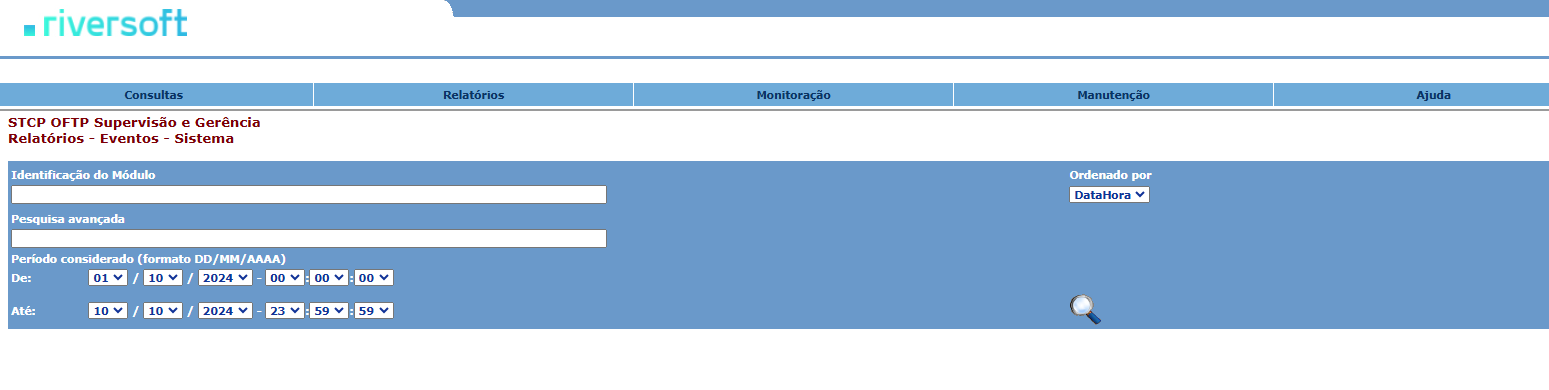 riversoft
Consultas Relatórios Monitoração Manutenção Ajuda
STCP OFTP Supervisão e Gerência
Relatórios - Eventos - Sistema
Identificação do Módulo Ordenado por
DataHora
Pesquisa avançada
Período considerado (formato DD/MM/AAAA)
De: 01 / 10 / 2024 - 00:00:00
Até: 10 / 10 / 2024 - 23:59:59